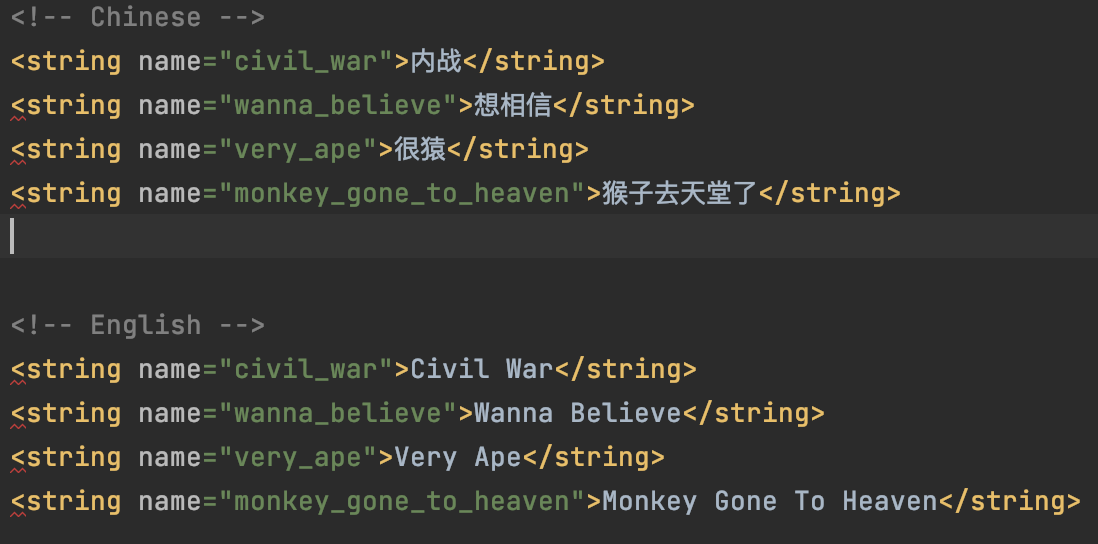 <!-- Chinese -->
<string name="civil_war">内战</string>
<string name="wanna_believe">想相信</string>
<string name="very_ape">很猿</string>
<string name="monkey_gone_to_heaven">猴子去天堂了</string>
<!-- English -->
<string name="civil_war">Civil War</string>
<string name="wanna_believe">Wanna Believe</string>
<string name="very_ape">Very Ape</string>
<string name="monkey_gone_to_heaven">Monkey Gone To Heaven</string>